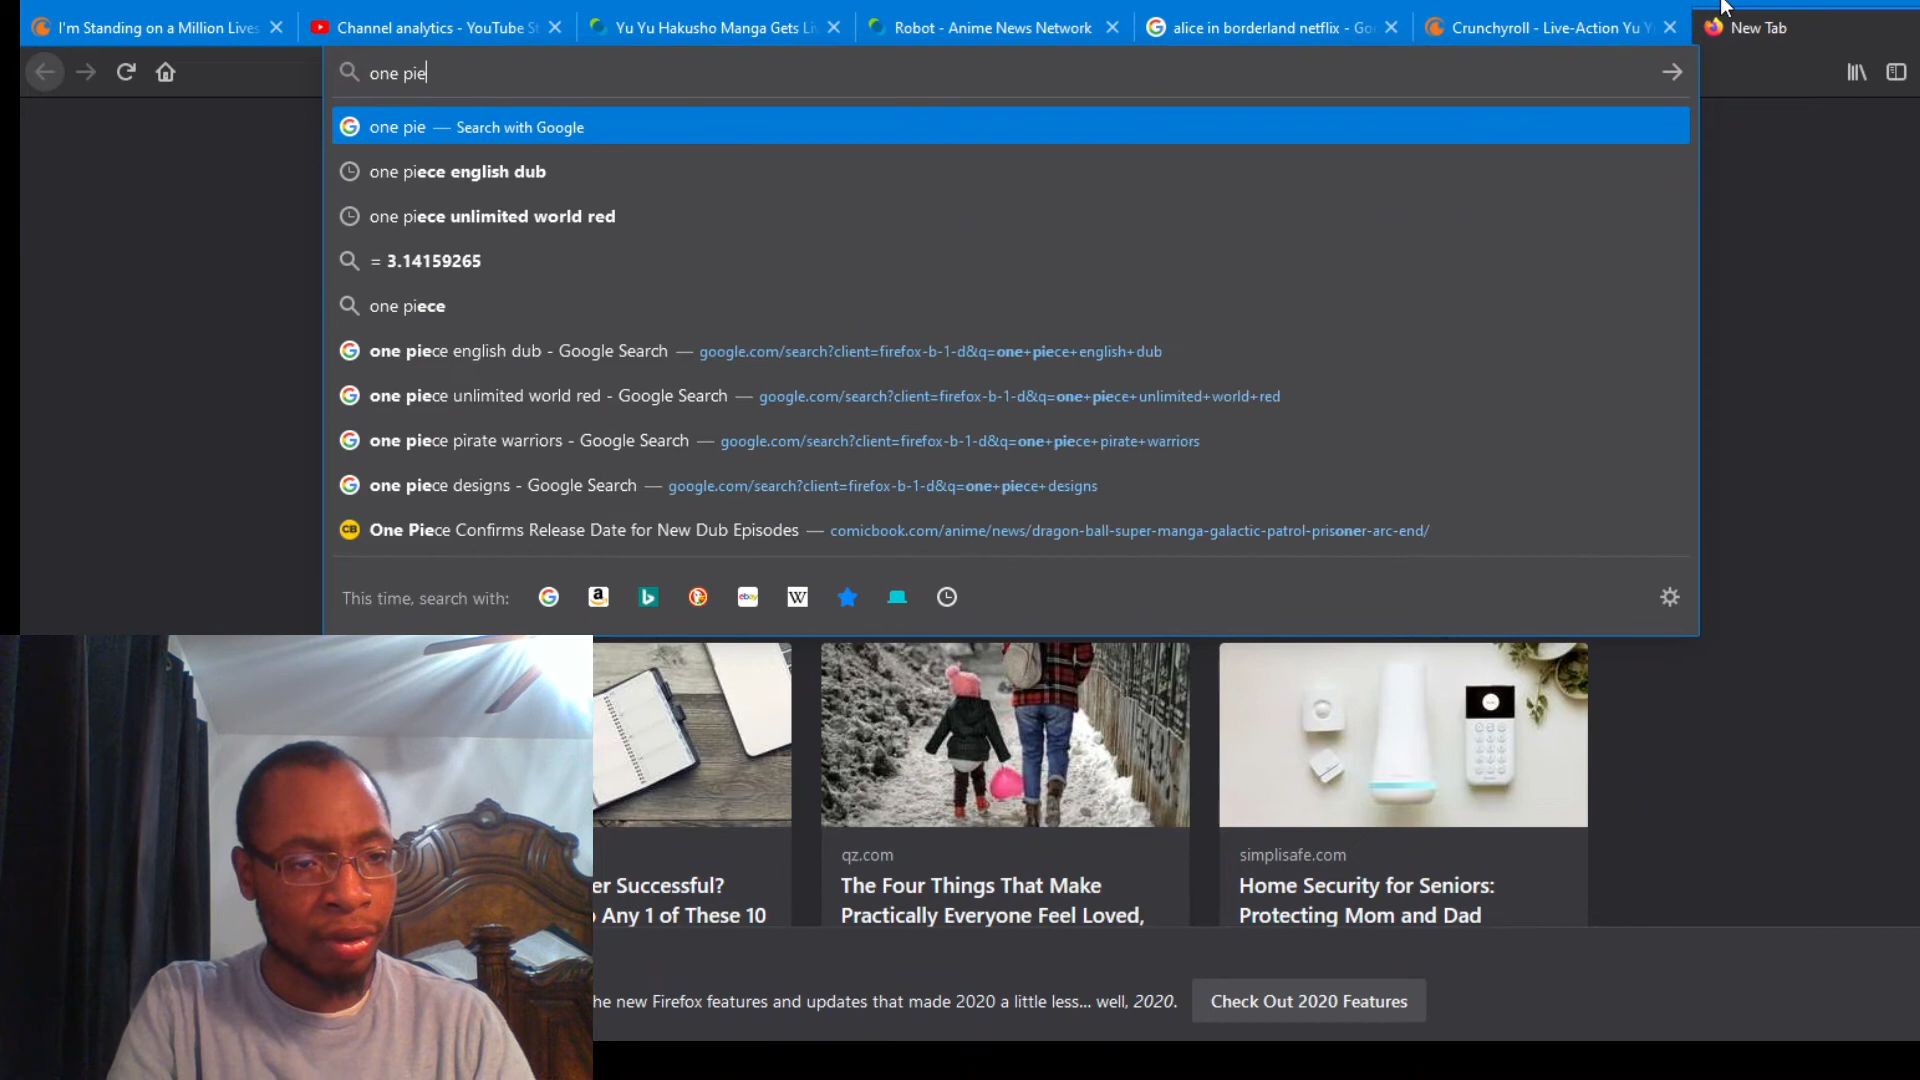 I'm Standing on a Million Lives
Channel analytics - YouTube St
Yu Yu Hakusho Manga Gets Li
Robot - Anime News Network
alice in borderland netflix - Go
Crunchyroll - Live-Action Yu Y
New Tab
one pie
one pie — Search with Google
one piece english dub
one piece unlimited world red
= 3.14159265
one piece
one piece english dub - Google Search — google.com/search?client=firefox-b-1-d&q=one+piece+english+dub
one piece unlimited world red - Google Search — google.com/search?client=firefox-b-1-d&q=one+piece+unlimited+world+red
one piece pirate warriors - Google Search — google.com/search?client=firefox-b-1-d&q=one+piece+pirate+warriors
one piece designs - Google Search — google.com/search?client=firefox-b-1-d&q=one+piece+designs
CB One Piece Confirms Release Date for New Dub Episodes — comicbook.com/anime/news/dragon-ball-super-manga-galactic-patrol-prisoner-arc-end/
This time, search with:
er Successful?
Any 1 of These 10
qz.com
The Four Things That Make
Practically Everyone Feel Loved,
simplisafe.com
Home Security for Seniors:
Protecting Mom and Dad
he new Firefox features and updates that made 2020 a little less... well, 2020.
Check Out 2020 Features